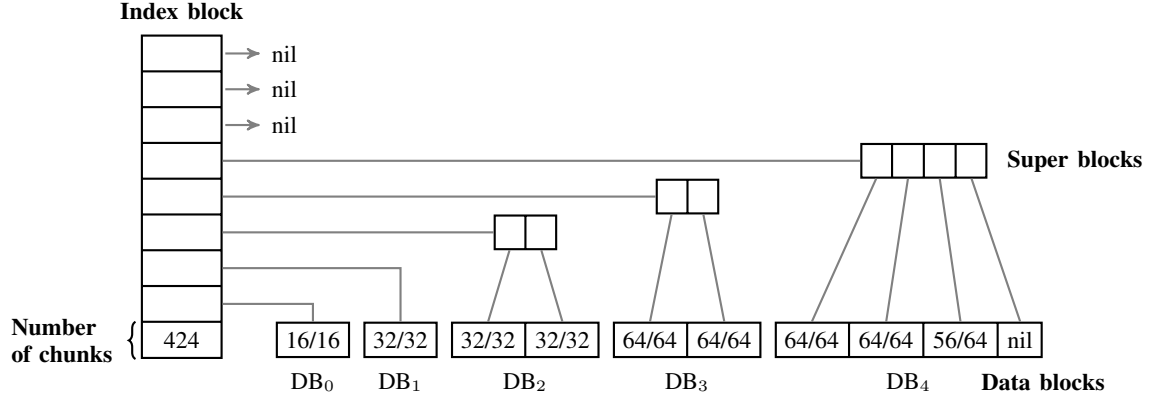 Index block
nil
nil
nil
Super blocks
Number
of chunks
424
16/16
32/32
32/32
32/32
64/64
64/64
64/64
64/64
56/64
nil
DB₀
DB₁
DB₂
DB₃
DB₄
Data blocks